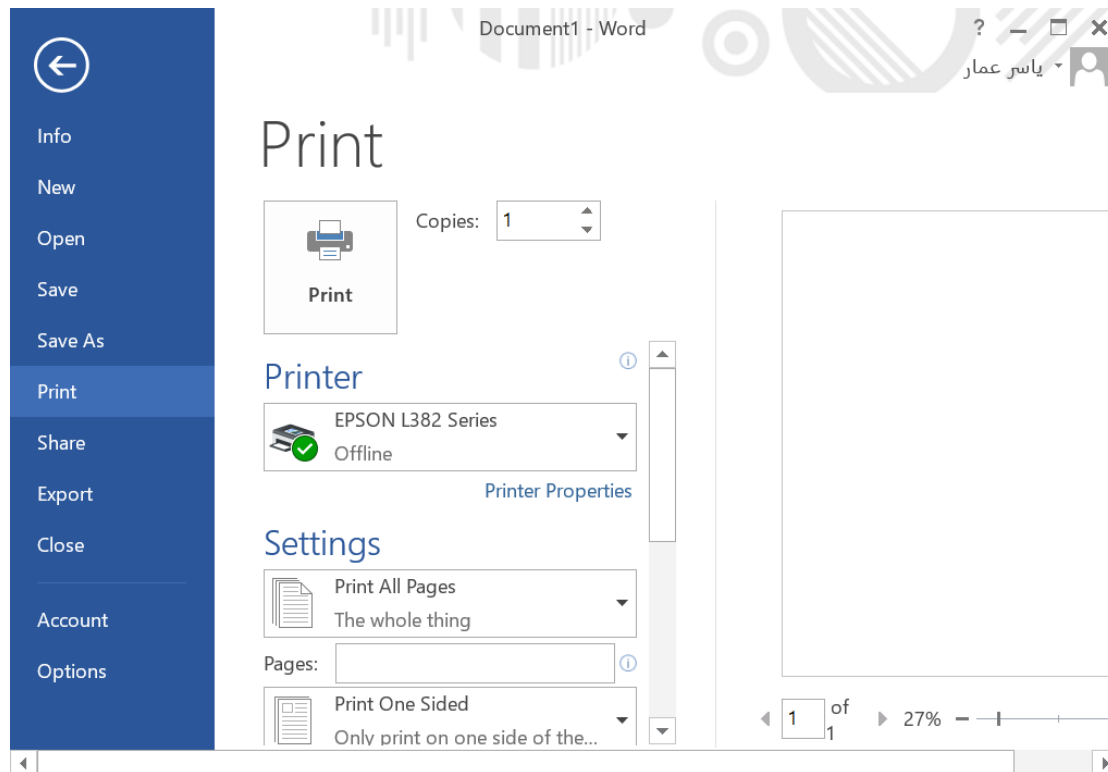 Document1 - Word
?
ياسر عمار
Info
New
Open
Save
Save As
Print
Share
Export
Close
Account
Options
Print
Print
Copies: 1
Printer
EPSON L382 Series
Offline
Printer Properties
Settings
Print All Pages
The whole thing
Pages:
Print One Sided
Only print on one side of the...
1 of 1
27%